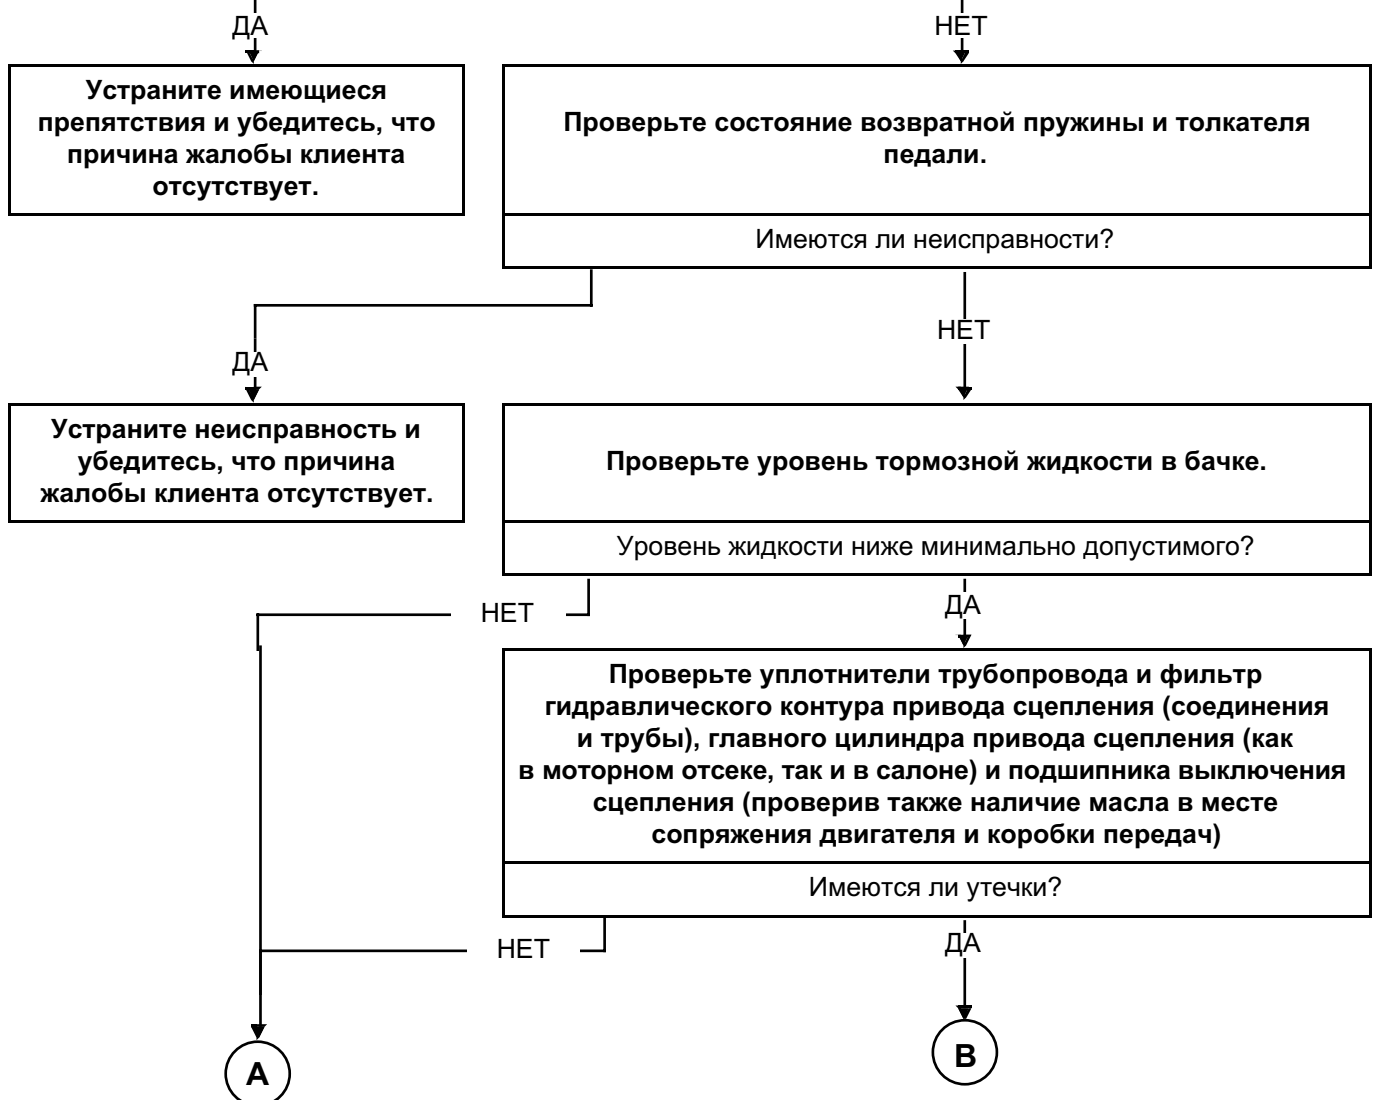 ДА
НЕТ
Устраните имеющиеся
препятствия и убедитесь, что
причина жалобы клиента
отсутствует.
Проверьте состояние возвратной пружины и толкателя
педали.
Имеются ли неисправности?
НЕТ
ДА
Устраните неисправность и
убедитесь, что причина
жалобы клиента отсутствует.
Проверьте уровень тормозной жидкости в бачке.
Уровень жидкости ниже минимально допустимого?
НЕТ
ДА
Проверьте уплотнители трубопровода и фильтр
гидравлического контура привода сцепления (соединения
и трубы), главного цилиндра привода сцепления (как
в моторном отсеке, так и в салоне) и подшипника выключения
сцепления (проверив также наличие масла в месте
сопряжения двигателя и коробки передач)
Имеются ли утечки?
НЕТ
ДА
A
B